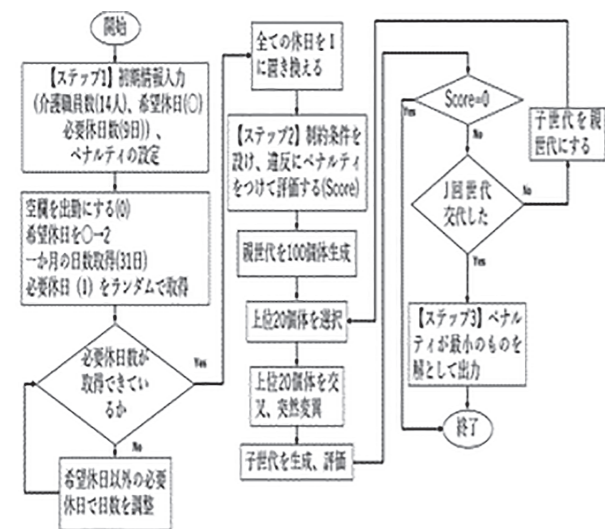 開始
【ステップ1】初期情報入力
(介護職員数(14人、希望休日(○)
必要休日数(9日))、
ペナルティの設定
空欄を出勤にする(0)
希望休日を○→2
一か月の日数取得(31日)
必要休日 (1) をランダムで取得
必要休日数が
取得できてい
るか
Yes
No
希望休日以外の必要
休日で日数を調整
全ての休日を1
に置き換える
【ステップ2】制約条件を
設け、違反にペナルティ
をつけて評価する(Score)
親世代を100個体生成
上位20個体を選択
上位20個体を交
叉、突然変異
子世代を生成、評価
Score=0
Yes
No
J回世代
交代した
No
Yes
子世代を親
世代にする
【ステップ3】ペナル
ティが最小のものを
解として出力
終了